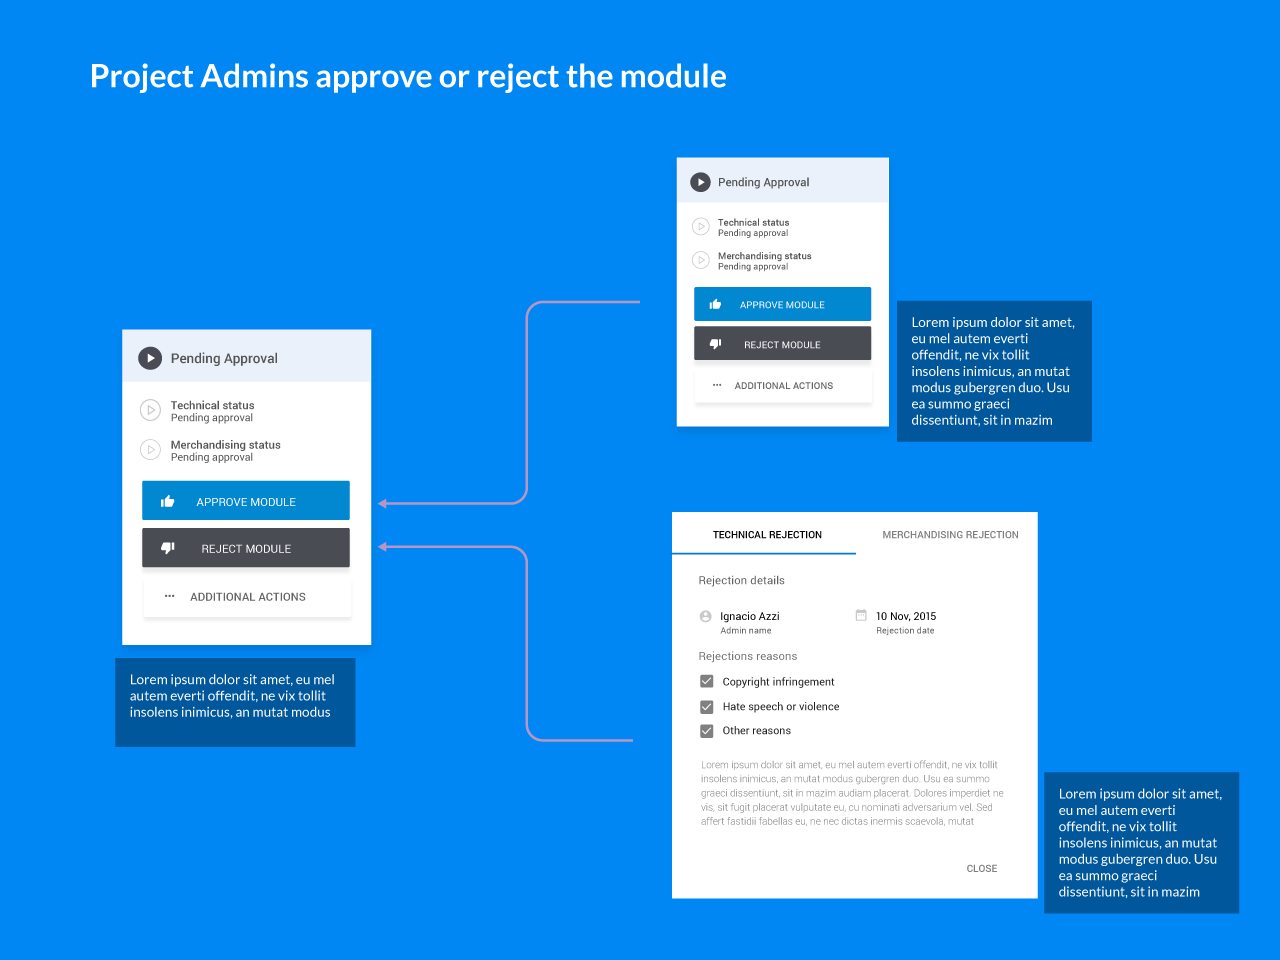 Project Admins approve or reject the module
Pending Approval
Technical status
Pending approval
Merchandising status
Pending approval
APPROVE MODULE
REJECT MODULE
ADDITIONAL ACTIONS
Lorem ipsum dolor sit amet,
eu mel autem everti
offendit, ne vix tollit
insolens inimicus, an mutat
modus gubergren duo. Usu
ea summo graeci
dissentiunt, sit in mazim
Pending Approval
Technical status
Pending approval
Merchandising status
Pending approval
APPROVE MODULE
REJECT MODULE
ADDITIONAL ACTIONS
Lorem ipsum dolor sit amet, eu mel
autem everti offendit, ne vix tollit
insolens inimicus, an mutat modus
TECHNICAL REJECTION MERCHANDISING REJECTION
Rejection details
Ignacio Azzi 10 Nov, 2015
Admin name Rejection date
Rejections reasons
Copyright infringement
Hate speech or violence
Other reasons
Lorem ipsum dolor sit amet, eu mel autem everti offendit, ne vix tollit
insolens inimicus, an mutat modus gubergren duo. Usu ea summo
graeci dissentiunt, sit in mazim audiam placerat. Dolores imperdiet ne
vis, sit fugit placerat vulputate eu, cu nominati adversarium vel. Sed
affert fastidii fabellas eu, ne nec dictas inermis scaevola, mutat
CLOSE
Lorem ipsum dolor sit amet,
eu mel autem everti
offendit, ne vix tollit
insolens inimicus, an mutat
modus gubergren duo. Usu
ea summo graeci
dissentiunt, sit in mazim